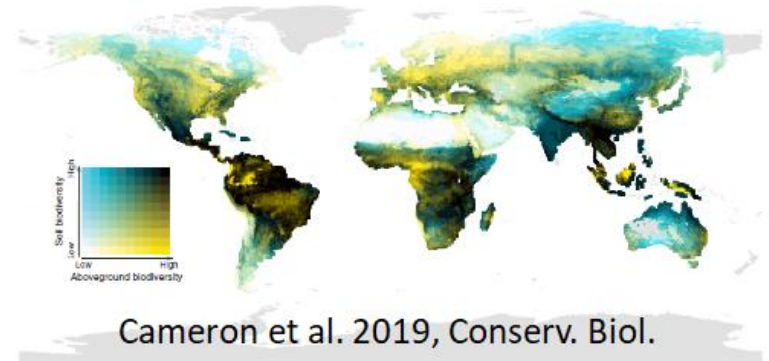 High
Soil biodiversity
Low
Low High
Aboveground biodiversity
Cameron et al. 2019, Conserv. Biol.